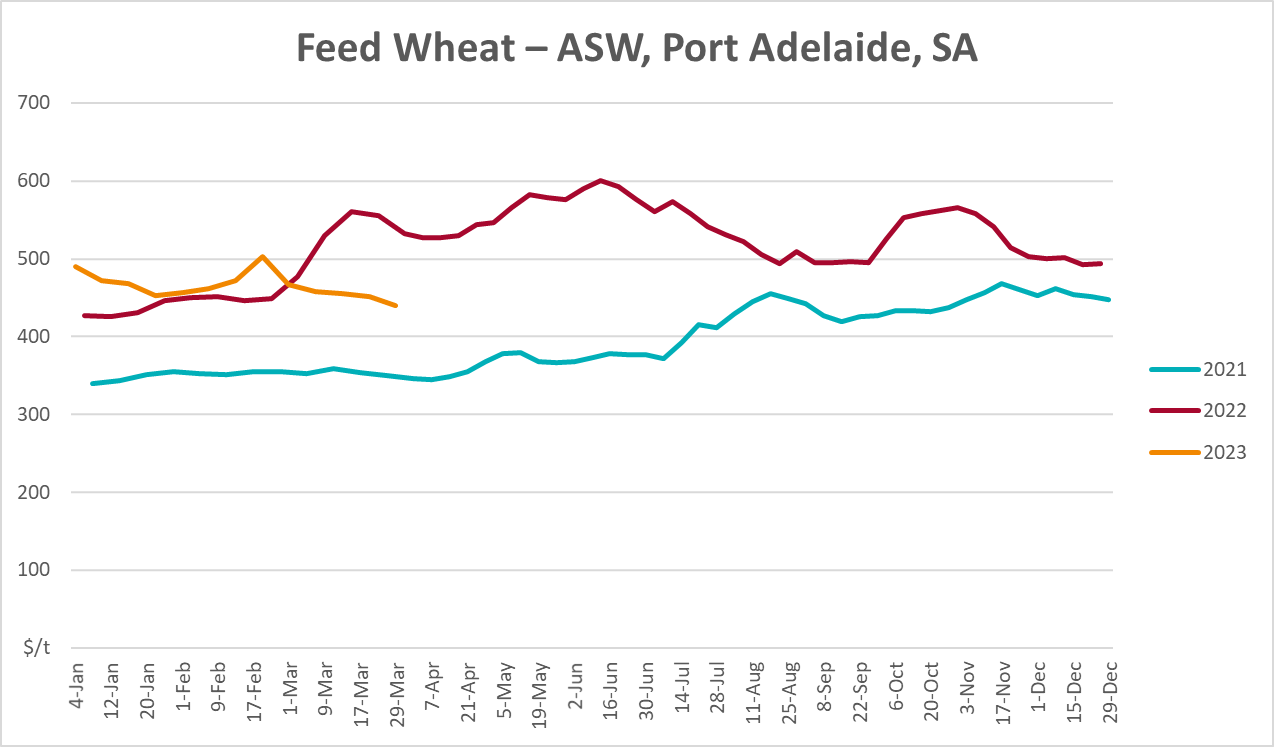 Feed Wheat – ASW, Port Adelaide, SA
700
600
500
400
300
200
100
$/t
4-Jan
12-Jan
20-Jan
1-Feb
9-Feb
17-Feb
1-Mar
9-Mar
17-Mar
29-Mar
7-Apr
21-Apr
5-May
19-May
2-Jun
16-Jun
30-Jun
14-Jul
28-Jul
11-Aug
25-Aug
8-Sep
22-Sep
6-Oct
20-Oct
3-Nov
17-Nov
1-Dec
15-Dec
29-Dec
2021
2022
2023